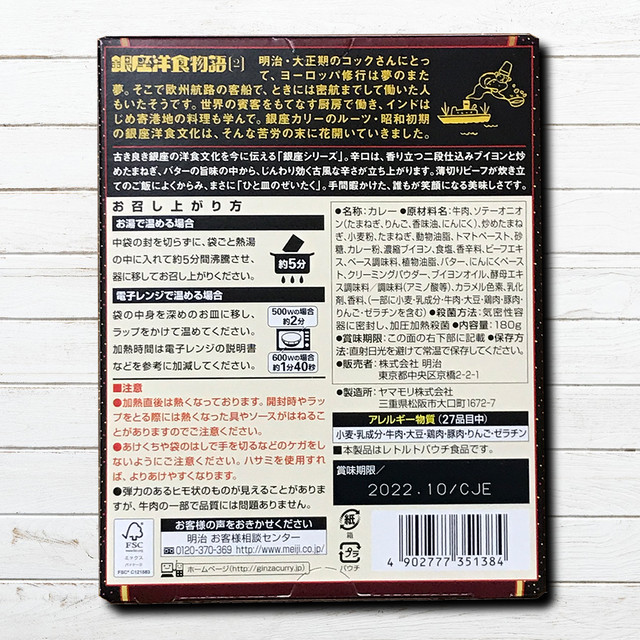 銀座洋食物語[2]
明治・大正期のコックさんにとって、ヨーロッパ修行は夢のまた
夢。そこで欧州航路の客船で、ときには密航までして働いた人
もいたそうです。世界の賓客をもてなす厨房で働き、インドは
じめ寄港地の料理も学んで。銀座カリーのルーツ・昭和初期
の銀座洋食文化は、そんな苦労の末に花開いていきました。
古き良き銀座の洋食文化を今に伝える「銀座シリーズ」。辛口は、香り立つ二段仕込みブイヨンと炒
めたまねぎ、バターの旨味の中から、じんわり効く古風な辛さが立ち上がります。薄切りビーフが炊き立
てのご飯によくからみ、まさに「ひと皿のぜいたく」。手間暇かけた、誰もが笑顔になる美味しさです。
お召し上がり方
お湯で温める場合
中袋の封を切らずに、袋ごと熱湯
の中に入れて約5分間沸騰させ、
器に移してお召し上がりください。
約5分
電子レンジで温める場合
袋の中身を深めのお皿に移し、
ラップをかけて温めてください。
加熱時間は電子レンジの説明書
などを参考に加減してください。
500Wの場合
約2分
600Wの場合
約1分40秒
■注意
●加熱直後は熱くなっております。開封時やラッ
プをとる際には熱くなった具やソースがはねるこ
とがありますのでご注意ください。
●あけくちや袋のはしで手を切るなどのケガをし
ないようにご注意ください。ハサミを使用すれ
ば、よりあけやすくなります。
●弾力のあるヒモ状のものが見えることがありま
すが、牛肉の一部で品質には問題ありません。
●名称:カレー●原材料名:牛肉、ソテーオニオ
ン(たまねぎ、りんご、香味油、にんにく)、炒めたまね
ぎ、小麦粉、たまねぎ、動物油脂、トマトペースト、砂
糖、カレー粉、濃縮ブイヨン、食塩、香辛料、ビーフエキ
ス、ペースト調味料、植物油脂、バター、にんにくペース
ト、クリーミングパウダー、ブイヨンオイル、酵母エキス
調味料/調味料(アミノ酸等)、カラメル色素、乳化
剤、香料、(一部に小麦・乳成分・牛肉・大豆・鶏肉・豚肉・
りんご・ゼラチンを含む)●殺菌方法:気密性容
器に密封し、加圧加熱殺菌●内容量:180g
●賞味期限:この面の右下部に記載●保存方
法:直射日光を避けて常温で保存してください。
●販売者:株式会社 明治
東京都中央区京橋2-2-1
●製造所:ヤマモリ株式会社
三重県松阪市大口町1672-7
アレルギー物質(27品目中)
小麦・乳成分・牛肉・大豆・鶏肉・豚肉・りんご・ゼラチン
■本製品はレトルトパウチ食品です。
賞味期限/
2022.10/CJE
FSC
www.fsc.org
ミックス
FSC® C121985
お客様の声をおきかせください
明治 お客様相談センター
0120-370-369 http://www.meiji.co.jp/
ホームページ(http://ginzacurry.jp/)
紙
箱
プラ
パウチ
4 902777 351384